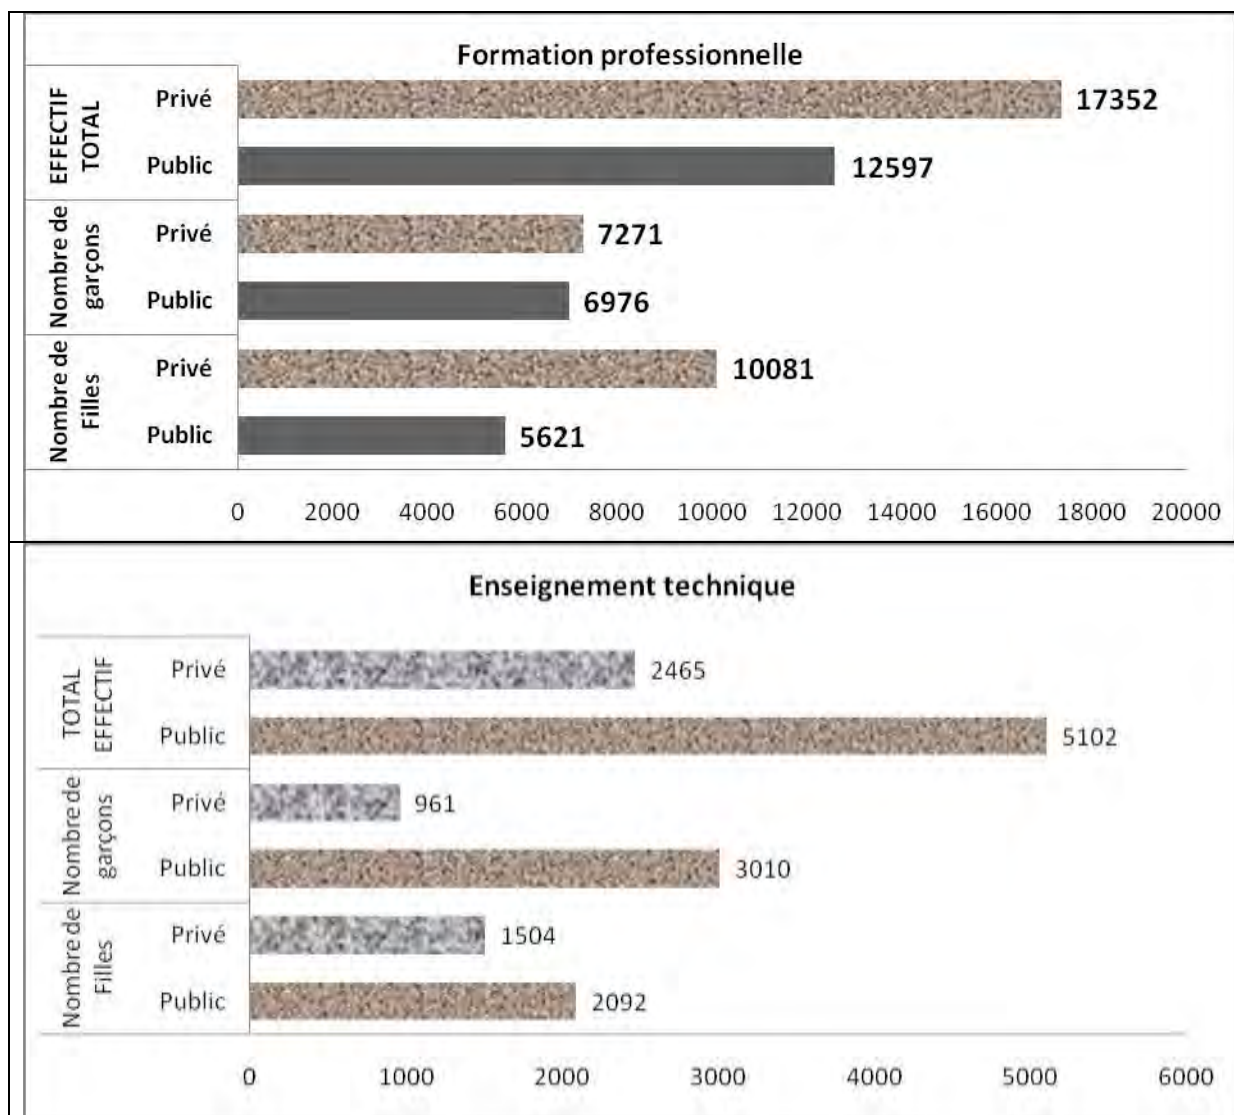 Formation professionnelle
EFFECTIF
TOTAL
Privé
17352
Public
12597
Nombre de
garçons
Privé
7271
Public
6976
Nombre de
Filles
Privé
10081
Public
5621
0 2000 4000 6000 8000 10000 12000 14000 16000 18000 20000
Enseignement technique
TOTAL
EFFECTIF
Privé
2465
Public
5102
Nombre de
garçons
Privé
961
Public
3010
Nombre de
Filles
Privé
1504
Public
2092
0 1000 2000 3000 4000 5000 6000